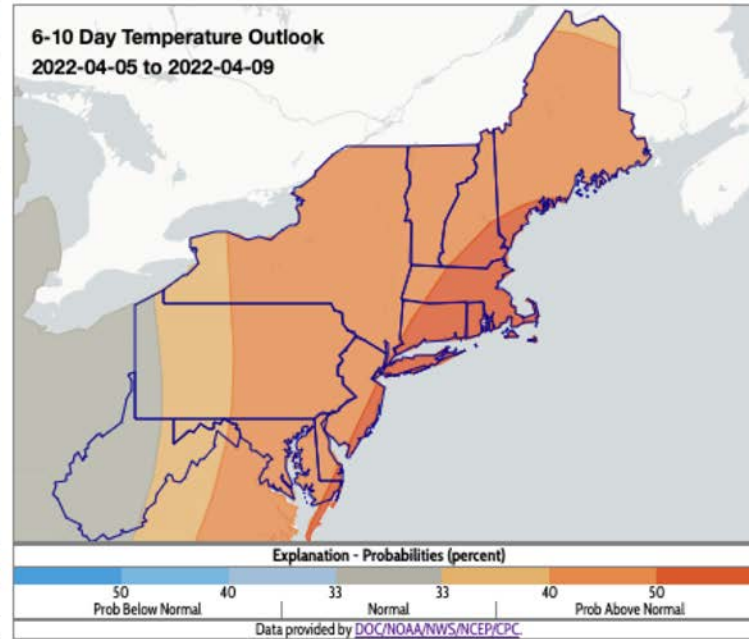 6-10 Day Temperature Outlook
2022-04-05 to 2022-04-09
Explanation - Probabilities (percent)
50 40 33 33 40 50
Prob Below Normal | Normal | Prob Above Normal
Data provided by DOC/NOAA/NWS/NCEP/CPC.